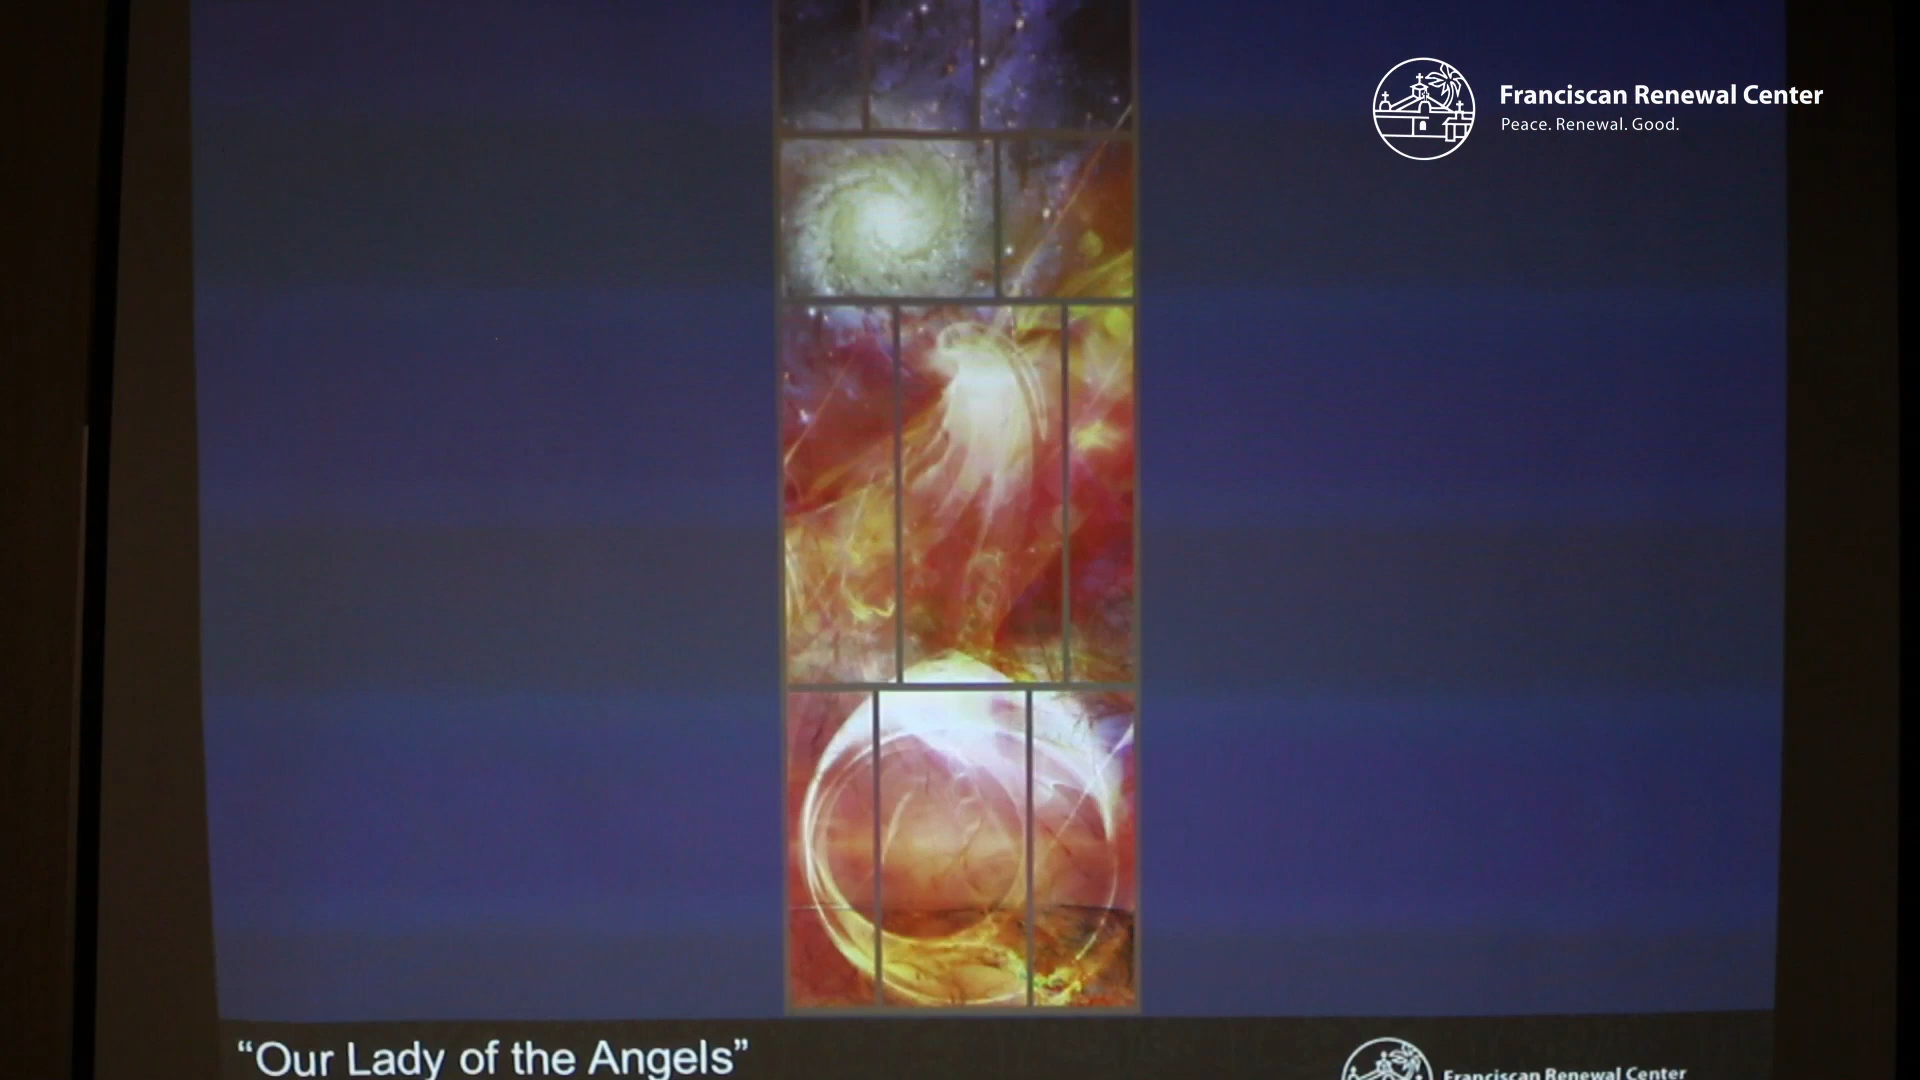 Franciscan Renewal Center
Peace. Renewal. Good.
“Our Lady of the Angels”
Franciscan Renewal Center